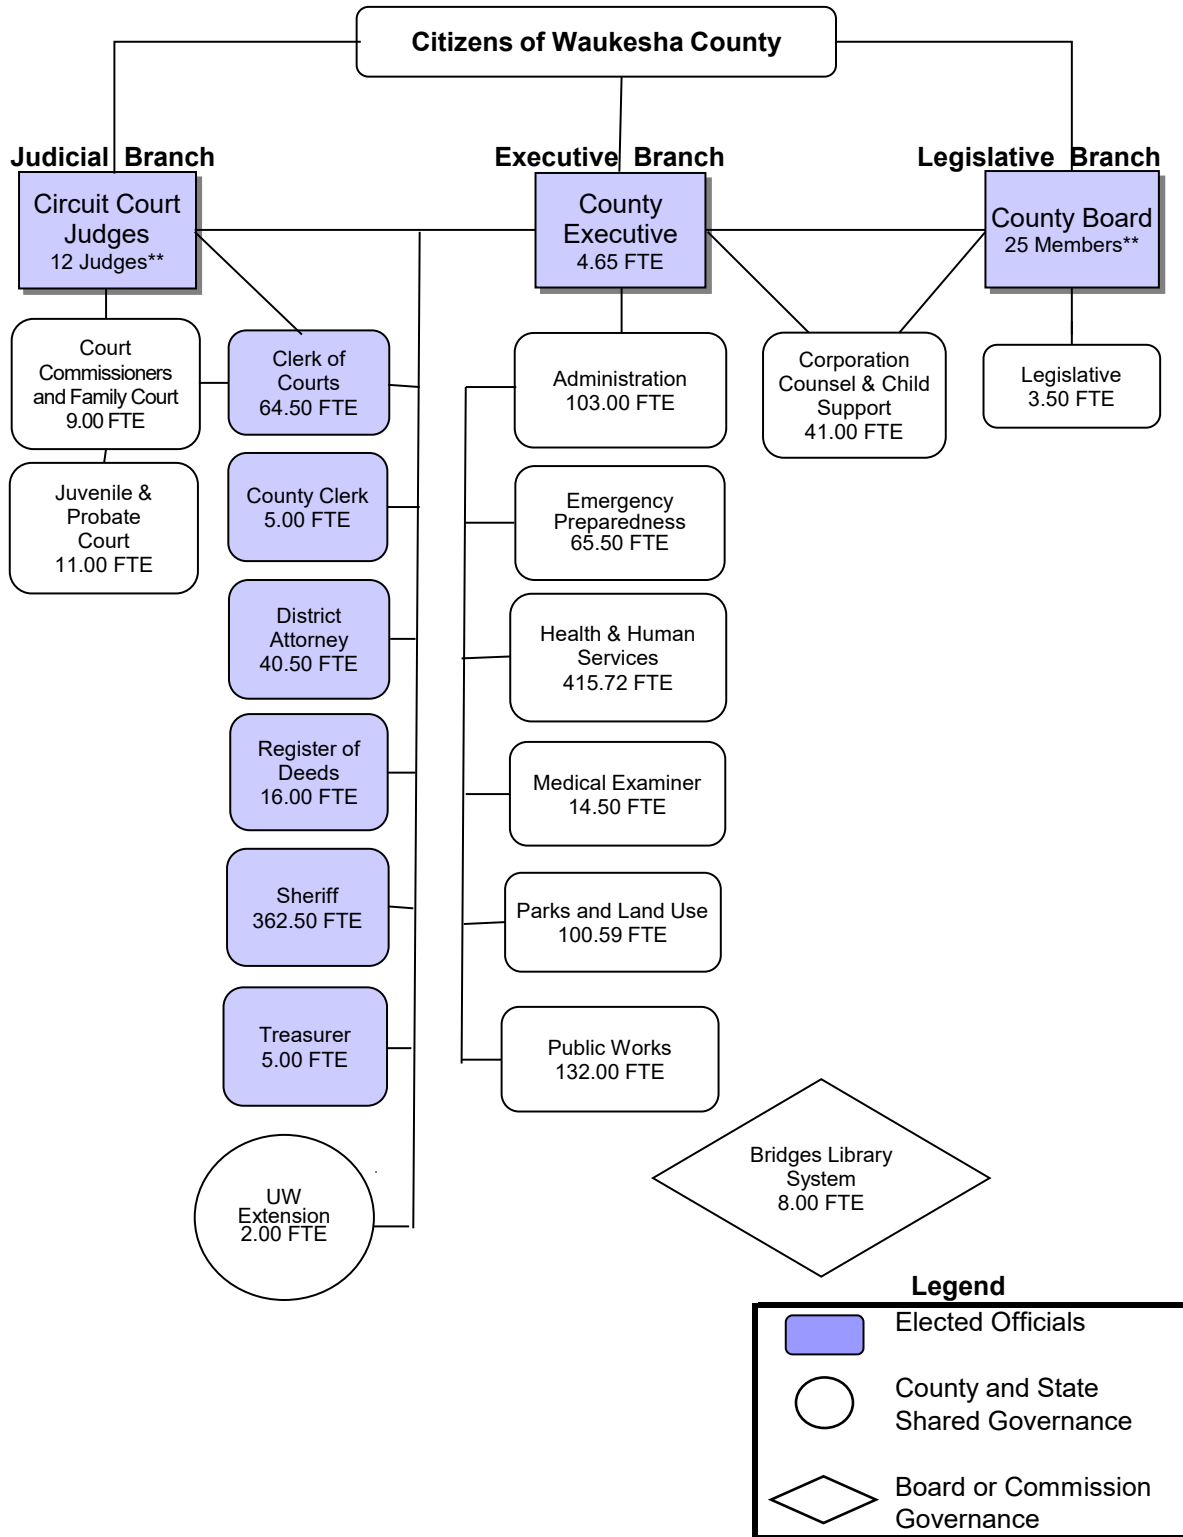 Citizens of Waukesha County
Judicial Branch
Executive Branch
Legislative Branch
Circuit Court
Judges
12 Judges**
County
Executive
4.65 FTE
County Board
25 Members**
Court
Commissioners
and Family Court
9.00 FTE
Juvenile &
Probate
Court
11.00 FTE
Clerk of
Courts
64.50 FTE
County Clerk
5.00 FTE
District
Attorney
40.50 FTE
Register of
Deeds
16.00 FTE
Sheriff
362.50 FTE
Treasurer
5.00 FTE
UW
Extension
2.00 FTE
Administration
103.00 FTE
Emergency
Preparedness
65.50 FTE
Health & Human
Services
415.72 FTE
Medical Examiner
14.50 FTE
Parks and Land Use
100.59 FTE
Public Works
132.00 FTE
Corporation
Counsel & Child
Support
41.00 FTE
Legislative
3.50 FTE
Bridges Library
System
8.00 FTE
Legend
Elected Officials
County and State
Shared Governance
Board or Commission
Governance